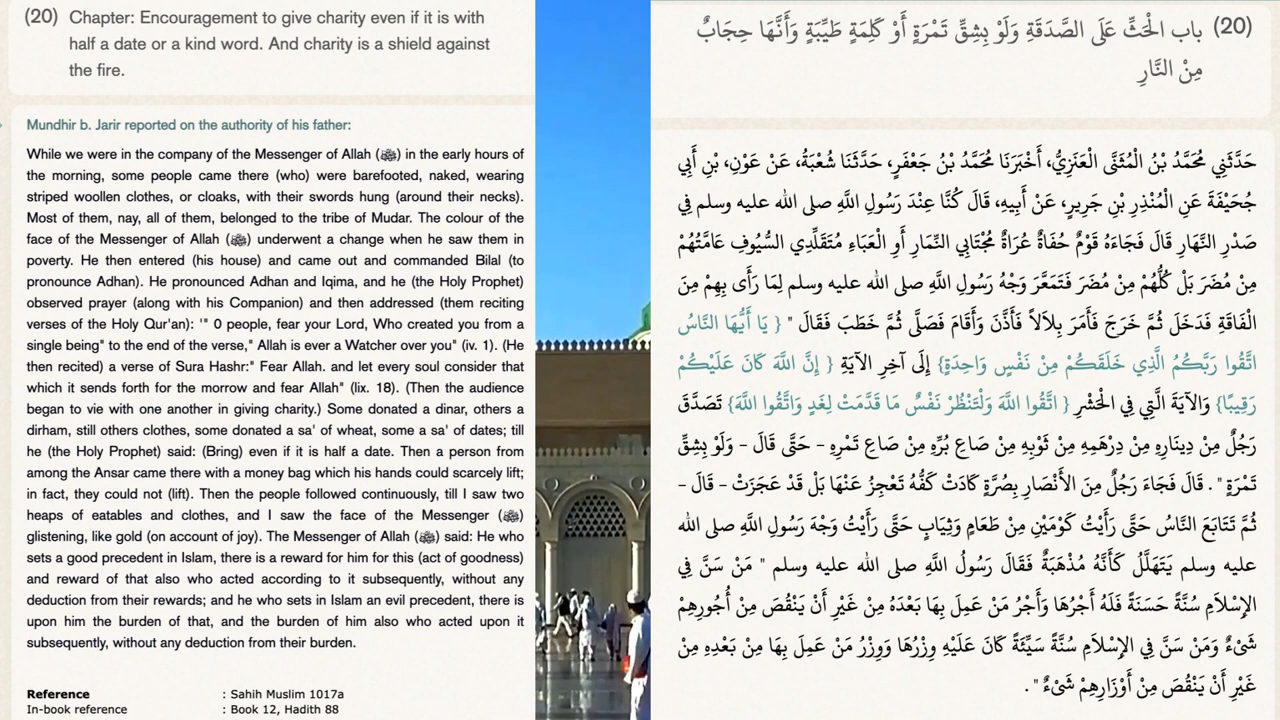 (20) Chapter: Encouragement to give charity even if it is with
half a date or a kind word. And charity is a shield against
the fire.
Mundhir b. Jarir reported on the authority of his father:
While we were in the company of the Messenger of Allah (ﷺ) in the early hours of
the morning, some people came there (who) were barefooted, naked, wearing
striped woollen clothes, or cloaks, with their swords hung (around their necks).
Most of them, nay, all of them, belonged to the tribe of Mudar. The colour of the
face of the Messenger of Allah (ﷺ) underwent a change when he saw them in
poverty. He then entered (his house) and came out and commanded Bilal (to
pronounce Adhan). He pronounced Adhan and Iqima, and he (the Holy Prophet)
observed prayer (along with his Companion) and then addressed (them reciting
verses of the Holy Qur'an): '" 0 people, fear your Lord, Who created you from a
single being" to the end of the verse," Allah is ever a Watcher over you" (iv. 1). (He
then recited) a verse of Sura Hashr:" Fear Allah. and let every soul consider that
which it sends forth for the morrow and fear Allah" (lix. 18). (Then the audience
began to vie with one another in giving charity.) Some donated a dinar, others a
dirham, still others clothes, some donated a sa' of wheat, some a sa' of dates; till
he (the Holy Prophet) said: (Bring) even if it is half a date. Then a person from
among the Ansar came there with a money bag which his hands could scarcely lift;
in fact, they could not (lift). Then the people followed continuously, till I saw two
heaps of eatables and clothes, and I saw the face of the Messenger (ﷺ)
glistening, like gold (on account of joy). The Messenger of Allah (ﷺ) said: He who
sets a good precedent in Islam, there is a reward for him for this (act of goodness)
and reward of that also who acted according to it subsequently, without any
deduction from their rewards; and he who sets in Islam an evil precedent, there is
upon him the burden of that, and the burden of him also who acted upon it
subsequently, without any deduction from their burden.
Reference : Sahih Muslim 1017a
In-book reference : Book 12, Hadith 88
(20) باب الْحَثِّ عَلَى الصَّدَقَةِ وَلَوْ بِشِقِّ تَمْرَةٍ أَوْ كَلِمَةٍ طَيِّبَةٍ وَأَنَّهَا حِجَابٌ
مِنْ النَّارِ
حَدَّثَنِي مُحَمَّدُ بْنُ الْمُثَنَّى الْعَنَزِيُّ، أَخْبَرَنَا مُحَمَّدُ بْنُ جَعْفَرٍ، حَدَّثَنَا شُعْبَةُ، عَنْ عَوْنِ، بْنِ أَبِي
جُحَيْفَةَ عَنِ الْمُنْذِرِ بْنِ جَرِيرٍ، عَنْ أَبِيهِ، قَالَ كُنَّا عِنْدَ رَسُولِ اللَّهِ صلى الله عليه وسلم فِي
صَدْرِ النَّهَارِ قَالَ فَجَاءَهُ قَوْمٌ حُفَاةٌ عُرَاةٌ مُجْتَابِي النِّمَارِ أَوِ الْعَبَاءِ مُتَقَلِّدِي السُّيُوفِ عَامَّتُهُمْ
مِنْ مُضَرَ بَلْ كُلُّهُمْ مِنْ مُضَرَ فَتَمَعَّرَ وَجْهُ رَسُولِ اللَّهِ صلى الله عليه وسلم لِمَا رَأَى بِهِمْ مِنَ
الْفَاقَةِ فَدَخَلَ ثُمَّ خَرَجَ فَأَمَرَ بِلاَلاً فَأَذَّنَ وَأَقَامَ فَصَلَّى ثُمَّ خَطَبَ فَقَالَ " { يَا أَيُّهَا النَّاسُ
اتَّقُوا رَبَّكُمُ الَّذِي خَلَقَكُمْ مِنْ نَفْسٍ وَاحِدَةٍ} إِلَى آخِرِ الآيَةِ { إِنَّ اللَّهَ كَانَ عَلَيْكُمْ
رَقِيبًا} وَالآيَةَ الَّتِي فِي الْحَشْرِ { اتَّقُوا اللَّهَ وَلْتَنْظُرْ نَفْسٌ مَا قَدَّمَتْ لِغَدٍ وَاتَّقُوا اللَّهَ} تَصَدَّقَ
رَجُلٌ مِنْ دِينَارِهِ مِنْ دِرْهَمِهِ مِنْ ثَوْبِهِ مِنْ صَاعِ بُرِّهِ مِنْ صَاعِ تَمْرِهِ - حَتَّى قَالَ - وَلَوْ بِشِقِّ
تَمْرَةٍ " . قَالَ فَجَاءَ رَجُلٌ مِنَ الأَنْصَارِ بِصُرَّةٍ كَادَتْ كَفُّهُ تَعْجِزُ عَنْهَا بَلْ قَدْ عَجَزَتْ - قَالَ -
ثُمَّ تَتَابَعَ النَّاسُ حَتَّى رَأَيْتُ كَوْمَيْنِ مِنْ طَعَامٍ وَثِيَابٍ حَتَّى رَأَيْتُ وَجْهَ رَسُولِ اللَّهِ صلى الله
عليه وسلم يَتَهَلَّلُ كَأَنَّهُ مُذْهَبَةٌ فَقَالَ رَسُولُ اللَّهِ صلى الله عليه وسلم " مَنْ سَنَّ فِي
الإِسْلاَمِ سُنَّةً حَسَنَةً فَلَهُ أَجْرُهَا وَأَجْرُ مَنْ عَمِلَ بِهَا بَعْدَهُ مِنْ غَيْرِ أَنْ يَنْقُصَ مِنْ أُجُورِهِمْ
شَىْءٌ وَمَنْ سَنَّ فِي الإِسْلاَمِ سُنَّةً سَيِّئَةً كَانَ عَلَيْهِ وِزْرُهَا وَوِزْرُ مَنْ عَمِلَ بِهَا مِنْ بَعْدِهِ مِنْ
غَيْرِ أَنْ يَنْقُصَ مِنْ أَوْزَارِهِمْ شَىْءٌ " .